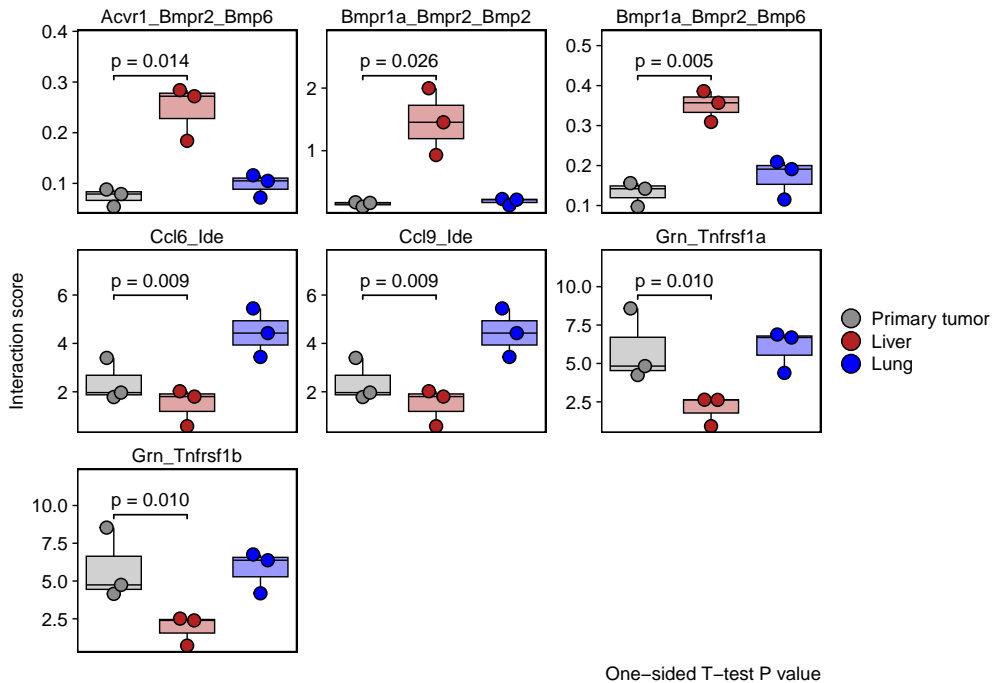 Acvr1_Bmpr2_Bmp6
Bmpr1a_Bmpr2_Bmp2
Bmpr1a_Bmpr2_Bmp6
0.4
0.3
0.2
0.1
p = 0.014
2
1
p = 0.026
0.5
0.4
0.3
0.2
0.1
p = 0.005
Ccl6_Ide
Ccl9_Ide
Grn_Tnfrsf1a
6
4
2
p = 0.009
6
4
2
p = 0.009
10.0
7.5
5.0
2.5
p = 0.010
Interaction score
Primary tumor
Liver
Lung
Grn_Tnfrsf1b
10.0
7.5
5.0
2.5
p = 0.010
One−sided T−test P value